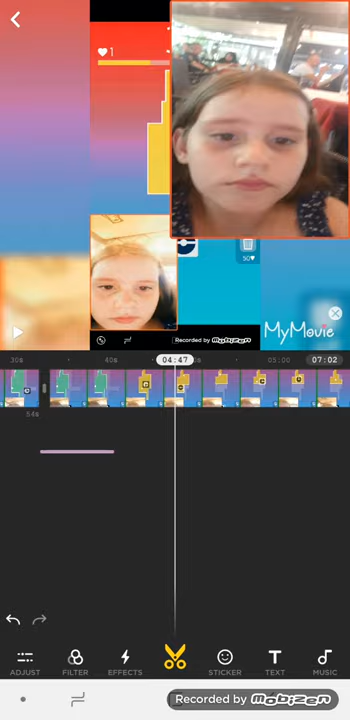 1
50
Recorded by MOBIZEN
MyMovie
30s
40s
04:47
05:00
07:02
54s
ADJUST
FILTER
EFFECTS
STICKER
TEXT
MUSIC
Recorded by MOBIZEN